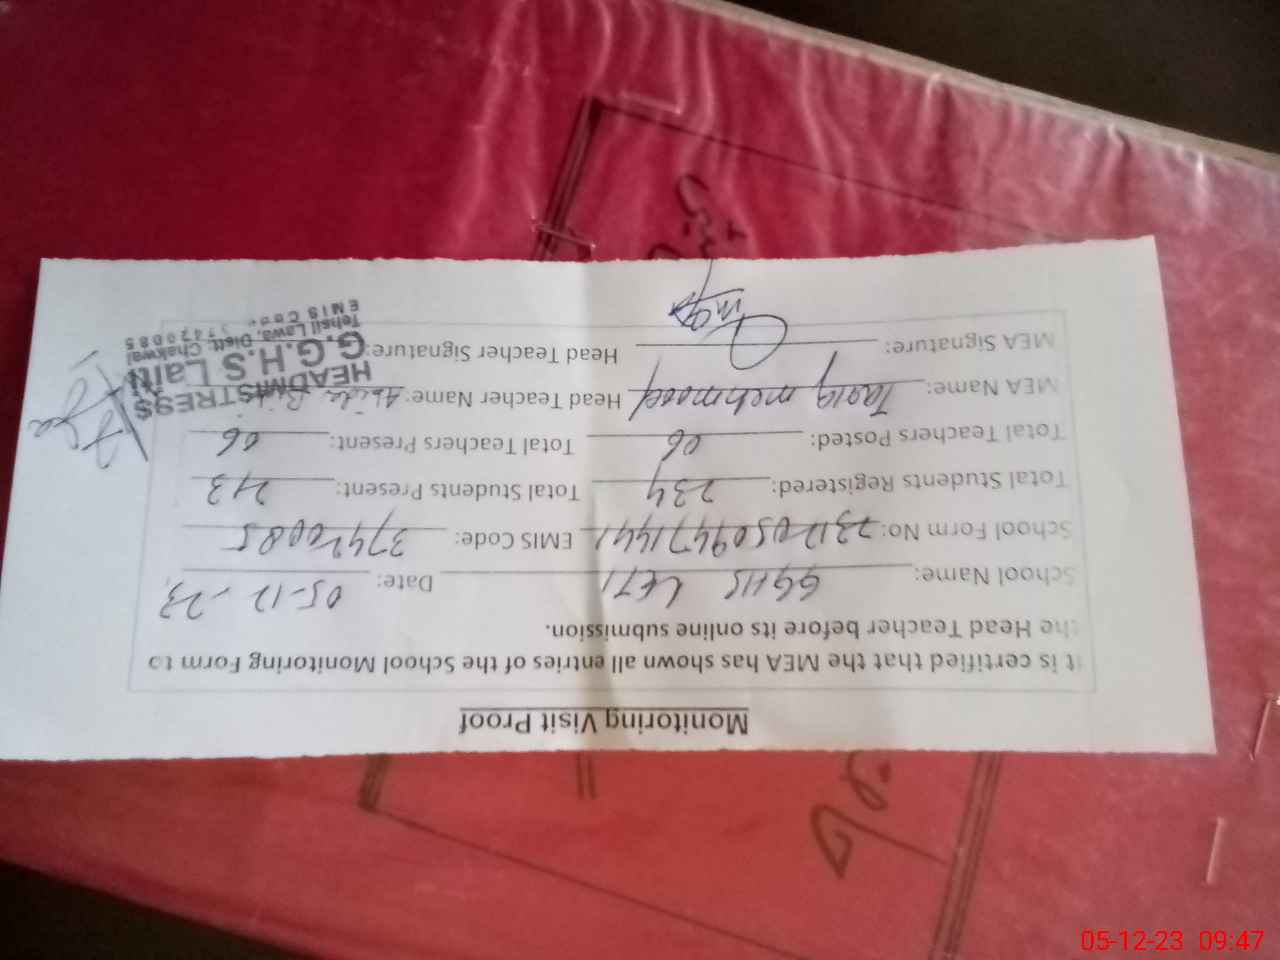 Monitoring Visit Proof
It is certified that the MEA has shown all entries of the School Monitoring Form to
the Head Teacher before its online submission.
School Name: GGHS LETI Date: 05-12-23
School Form No: 23120509471441 EMIS Code: 37420085
Total Students Registered: 234 Total Students Present: 213
Total Teachers Posted: 06 Total Teachers Present: 06
MEA Name: Tariq mehmood Head Teacher Name: Abida Bibi
MEA Signature: Head Teacher Signature:
HEADMISTRESS
G.G.H.S Laiti
Tehsil Lawa, Distt. Chakwal
EMIS Code 37420085
05-12-23 09:47